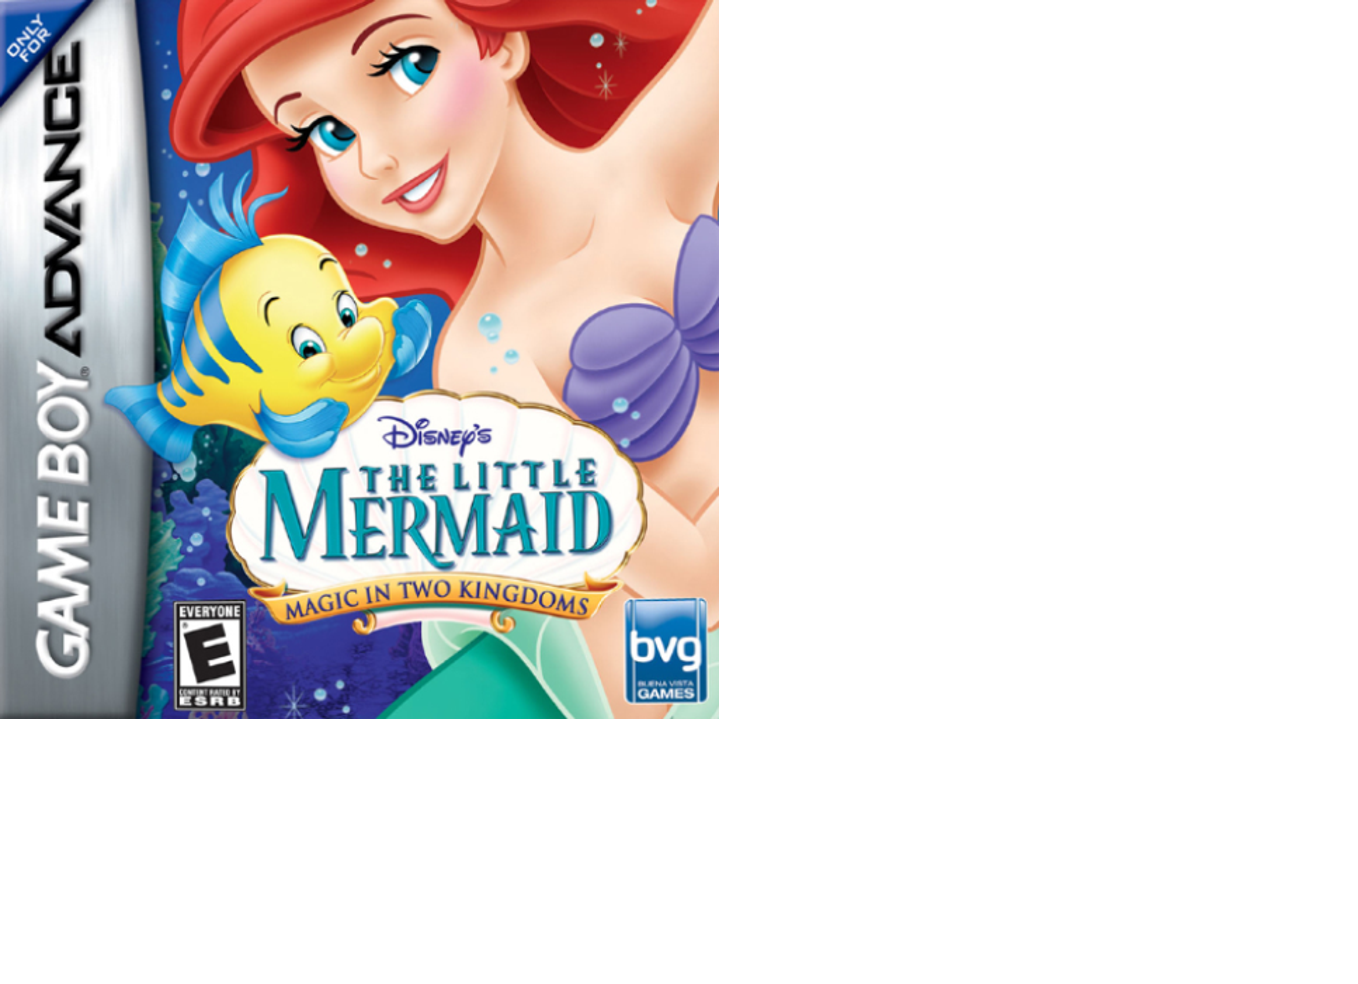 ONLY
FOR
GAME BOY ADVANCE
Disney's
THE LITTLE
MERMAID
MAGIC IN TWO KINGDOMS
EVERYONE
E
CONTENT RATED BY
ESRB
bvg
BUENA VISTA
GAMES